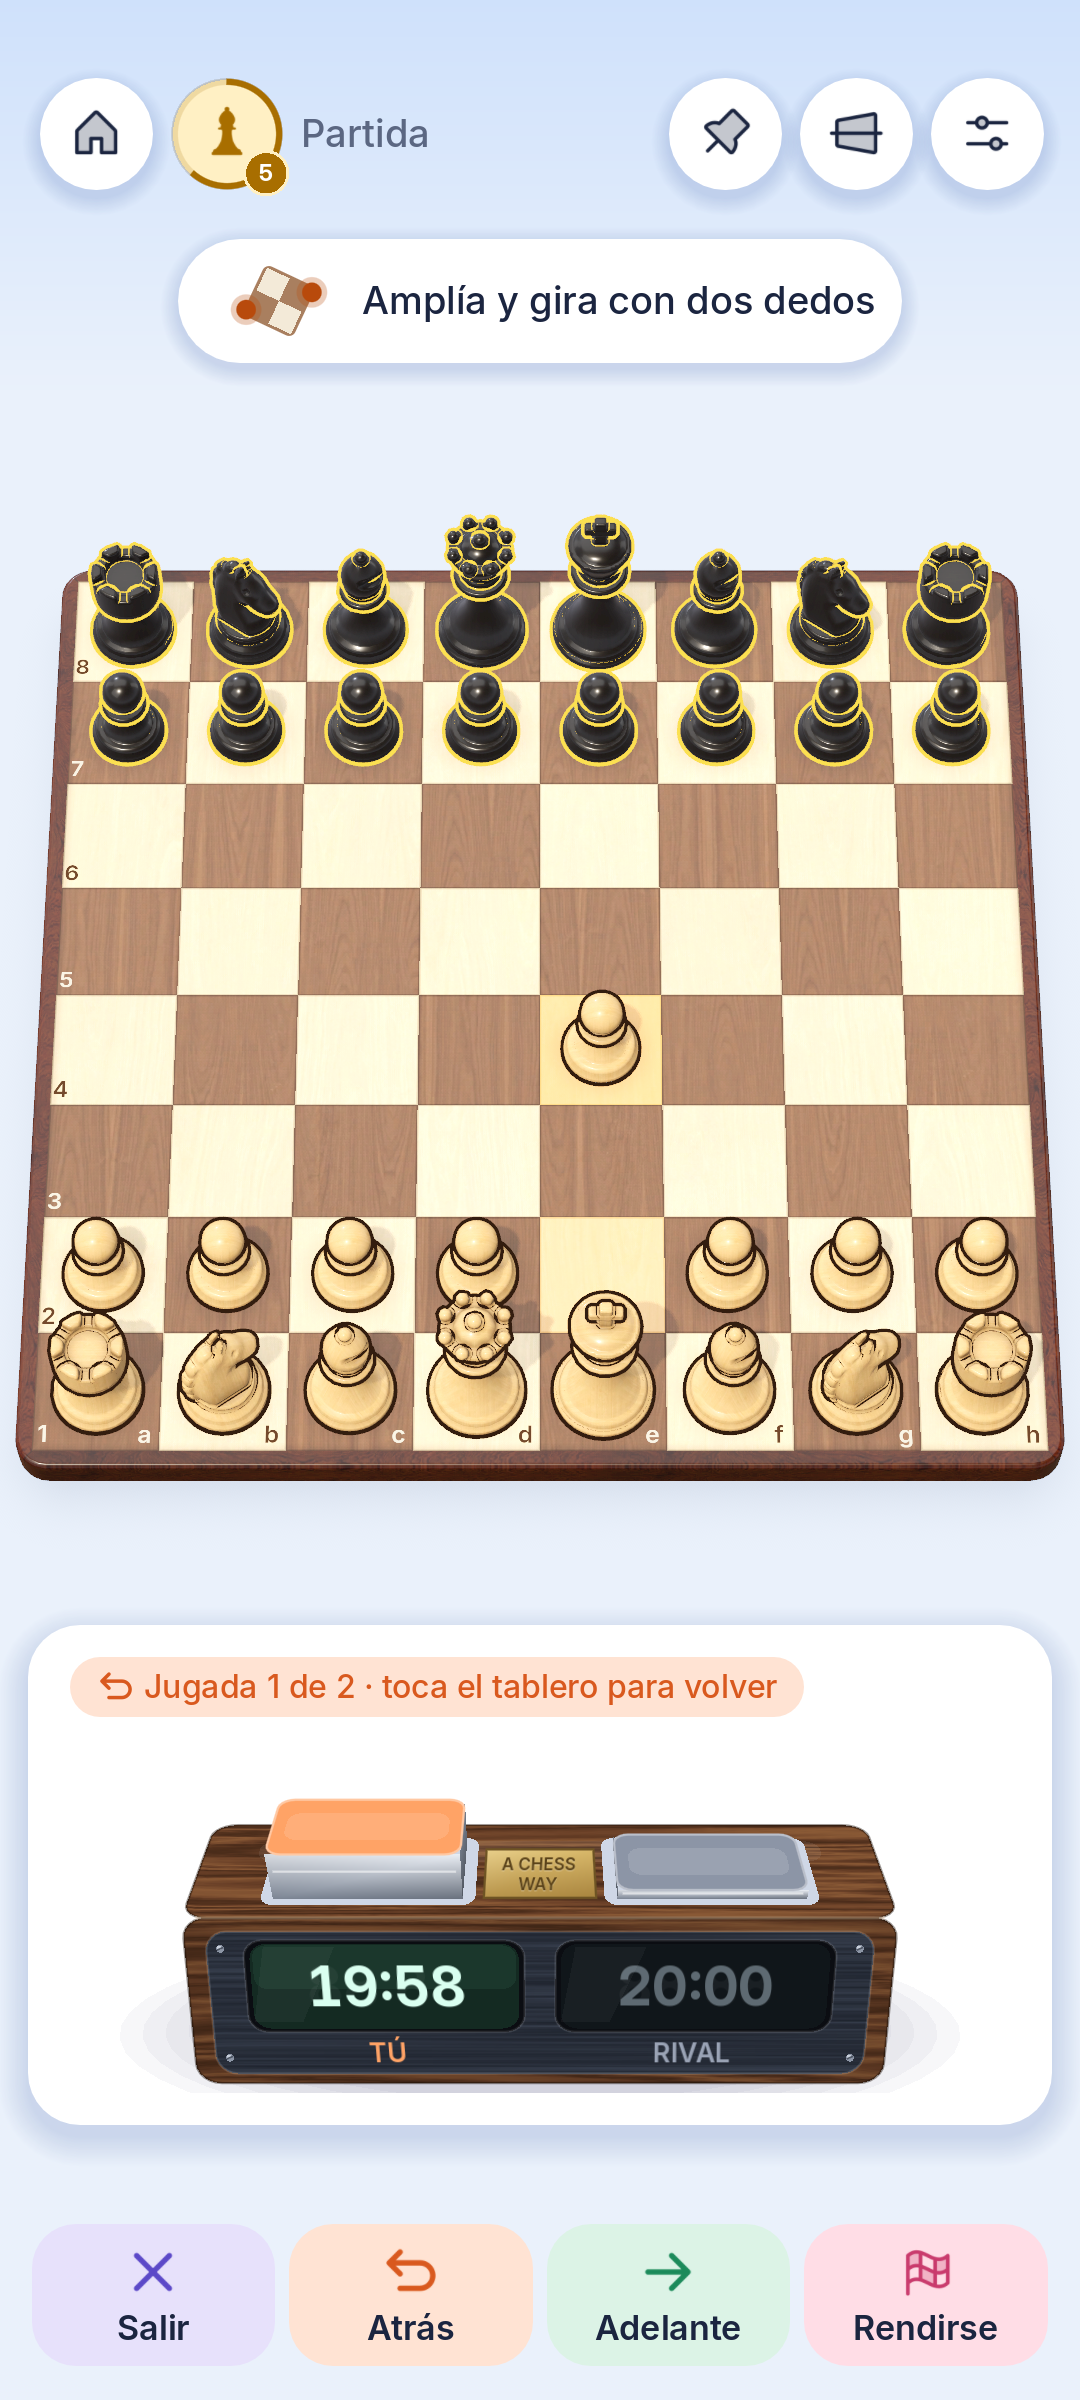 Partida
5
Amplía y gira con dos dedos
8
7
6
5
4
3
2
1 a b c d e f g h
Jugada 1 de 2 · toca el tablero para volver
A CHESS
WAY
19:58 20:00
TÚ RIVAL
Salir Atrás Adelante Rendirse